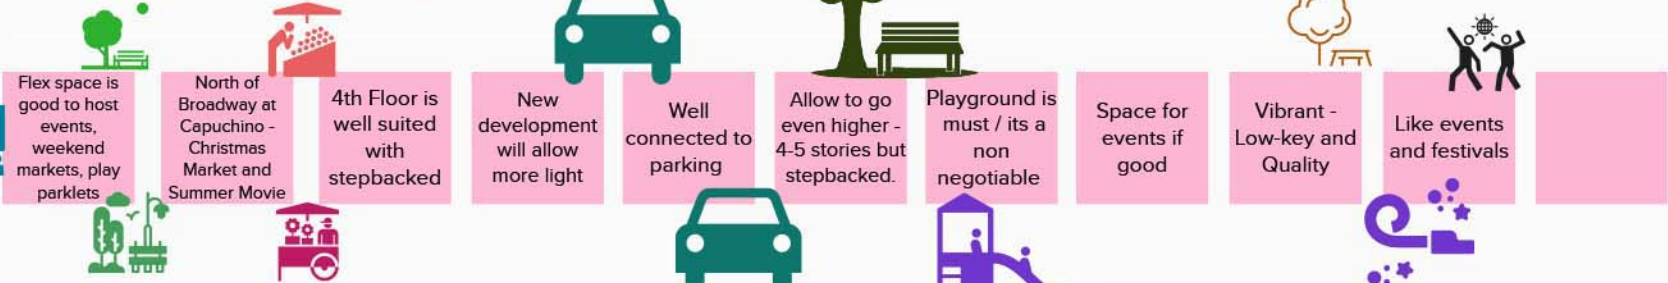 Flex space is
good to host
events,
weekend
markets, play
parklets
North of
Broadway at
Capuchino -
Christmas
Market and
Summer Movie
4th Floor is
well suited
with
stepbacked
New
development
will allow
more light
Well
connected to
parking
Allow to go
even higher -
4-5 stories but
stepbacked.
Playground is
must / its a
non
negotiable
Space for
events if
good
Vibrant -
Low-key and
Quality
Like events
and festivals